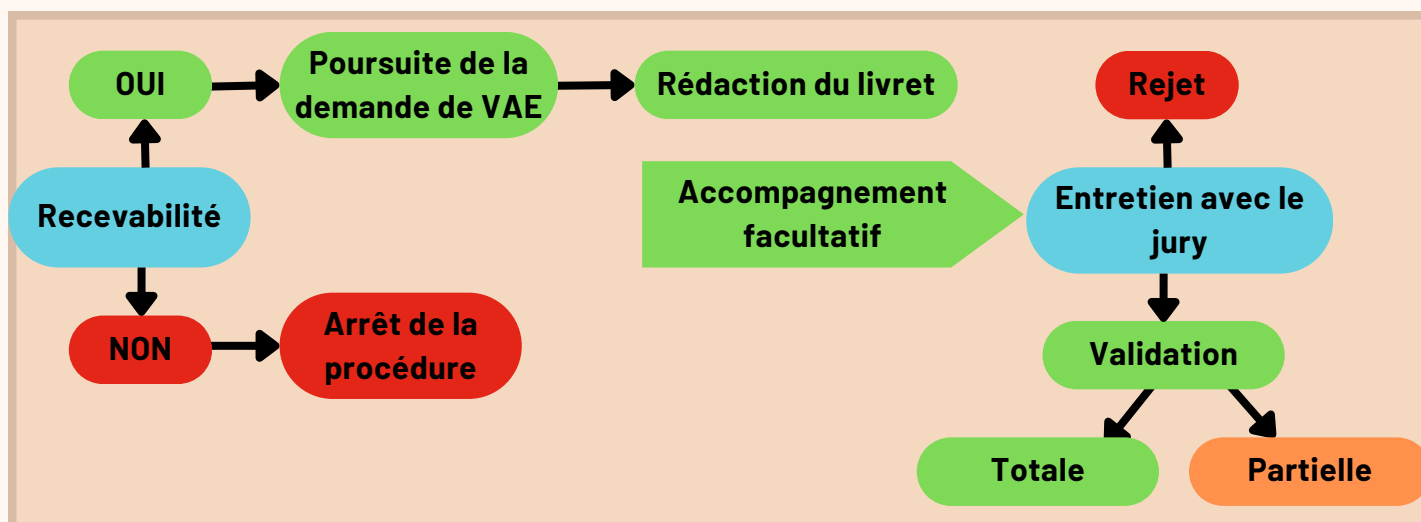 OUI
Poursuite de la
demande de VAE
Rédaction du livret
Rejet
Recevabilité
Accompagnement
facultatif
Entretien avec le
jury
NON
Arrêt de la
procédure
Validation
Totale
Partielle